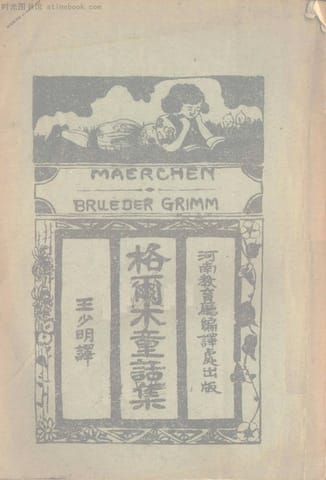 时光图书馆 atimebook.com
MAERCHEN
BRUEDER GRIMM
河南教育廳編譯處出版
格爾木童話集
王少明譯